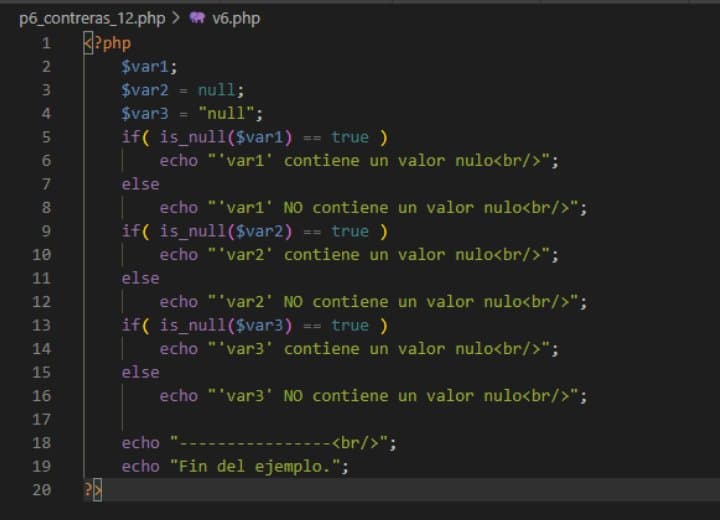 p6_contreras_12.php > v6.php
1 <?php
2 $var1;
3 $var2 = null;
4 $var3 = "null";
5 if( is_null($var1) == true )
6 echo "'var1' contiene un valor nulo<br/>";
7 else
8 echo "'var1' NO contiene un valor nulo<br/>";
9 if( is_null($var2) == true )
10 echo "'var2' contiene un valor nulo<br/>";
11 else
12 echo "'var2' NO contiene un valor nulo<br/>";
13 if( is_null($var3) == true )
14 echo "'var3' contiene un valor nulo<br/>";
15 else
16 echo "'var3' NO contiene un valor nulo<br/>";
17
18 echo "----------------<br/>";
19 echo "Fin del ejemplo.";
20 ?>